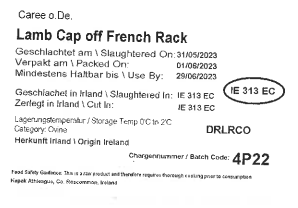 Caree o.De.
Lamb Cap off French Rack
Geschlachtet am \ Slaughtered On: 31/05/2023
Verpakt am \ Packed On: 01/06/2023
Mindestens Haltbar bis \ Use By: 29/06/2023
Geschlachet in Irland \ Slaughtered In: IE 313 EC
IE 313 EC
Zerlegt in Irland \ Cut In: IE 313 EC
Lagerungstemperitur / Storage Temp 0'C to 2'C
Category: Ovine
DRLRCO
Herkunft Irland \ Origin Ireland
Chargennummer / Batch Code: 4P22
Food Safety Guidance: This is a raw product and therefore requires thorough cooking prior to consumption
Kepak Athleague, Co. Roscommon, Ireland